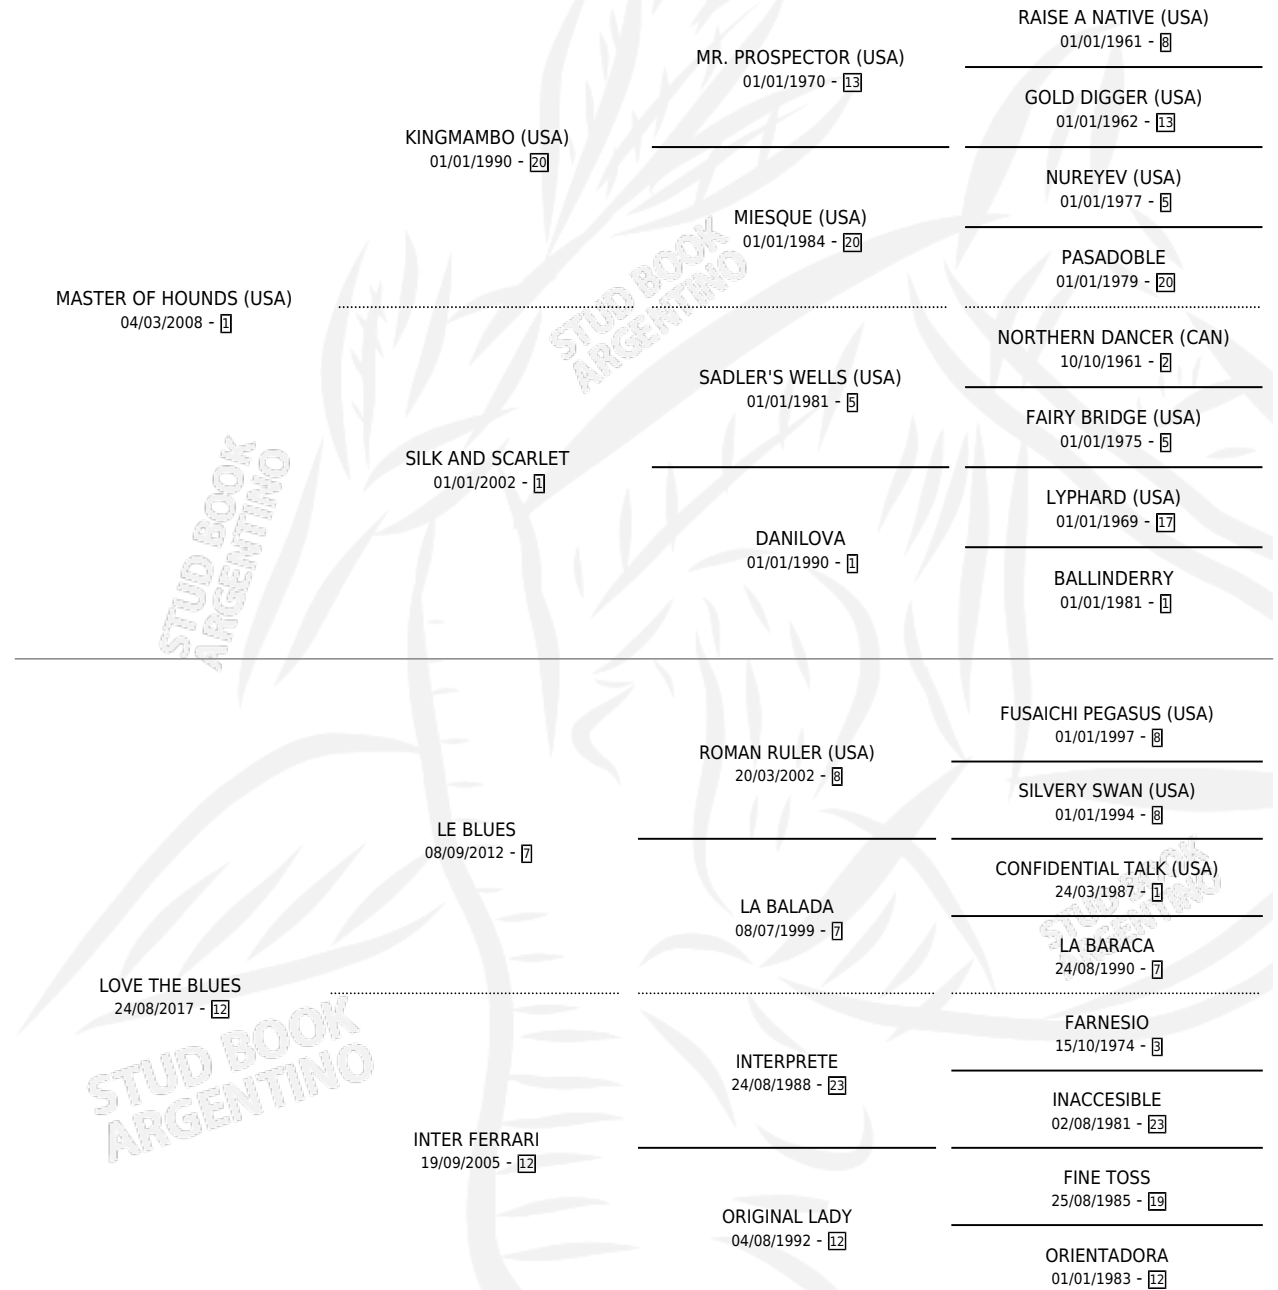 RAISE A NATIVE (USA)
01/01/1961 - 8
MR. PROSPECTOR (USA)
01/01/1970 - 13
GOLD DIGGER (USA)
01/01/1962 - 13
KINGMAMBO (USA)
01/01/1990 - 20
NUREYEV (USA)
01/01/1977 - 5
MIESQUE (USA)
01/01/1984 - 20
PASADOBLE
01/01/1979 - 20
MASTER OF HOUNDS (USA)
04/03/2008 - 1
NORTHERN DANCER (CAN)
10/10/1961 - 2
SADLER'S WELLS (USA)
01/01/1981 - 5
FAIRY BRIDGE (USA)
01/01/1975 - 5
SILK AND SCARLET
01/01/2002 - 1
LYPHARD (USA)
01/01/1969 - 17
DANILOVA
01/01/1990 - 1
BALLINDERRY
01/01/1981 - 1
FUSAICHI PEGASUS (USA)
01/01/1997 - 8
ROMAN RULER (USA)
20/03/2002 - 8
SILVERY SWAN (USA)
01/01/1994 - 8
LE BLUES
08/09/2012 - 7
CONFIDENTIAL TALK (USA)
24/03/1987 - 1
LA BALADA
08/07/1999 - 7
LA BARACA
24/08/1990 - 7
LOVE THE BLUES
24/08/2017 - 12
FARNESIO
15/10/1974 - 3
INTERPRETE
24/08/1988 - 23
INACCESIBLE
02/08/1981 - 23
INTER FERRARI
19/09/2005 - 12
FINE TOSS
25/08/1985 - 19
ORIGINAL LADY
04/08/1992 - 12
ORIENTADORA
01/01/1983 - 12
STUD BOOK
ARGENTINO
STUD BOOK
ARGENTINO
STUD BOOK
ARGENTINO
STUD BOOK
ARGENTINO